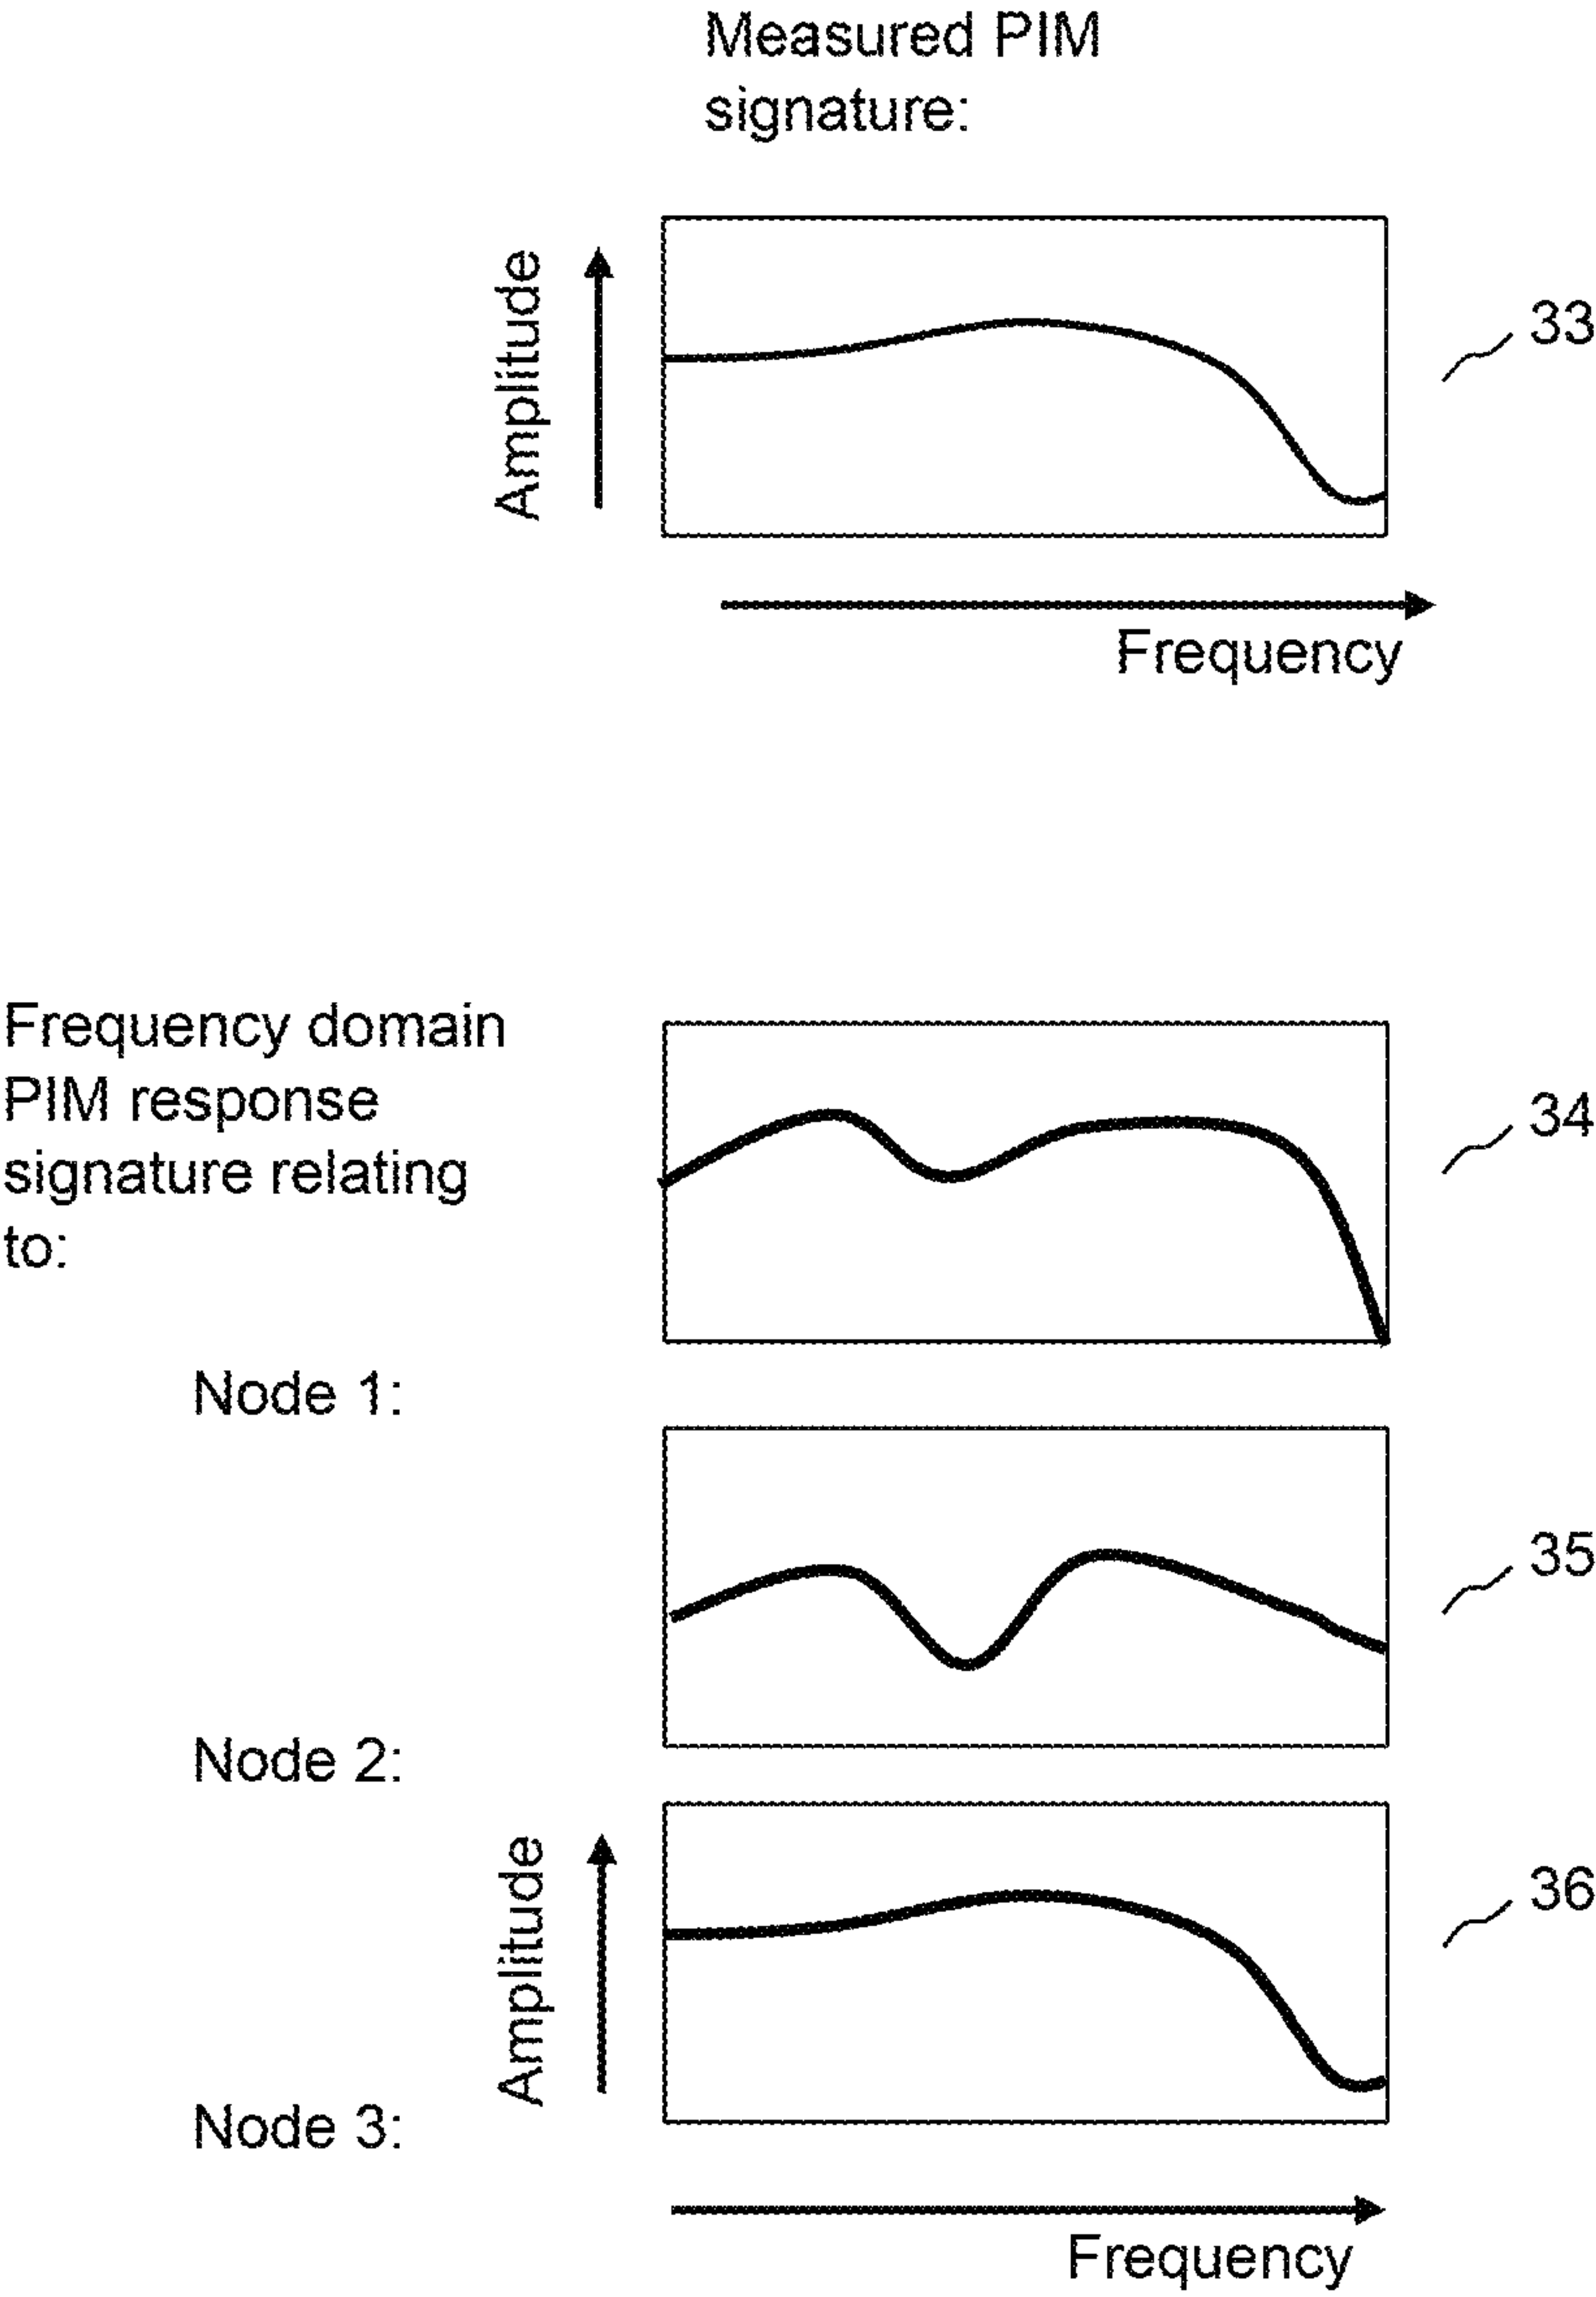 Measured PIM
signature:
Amplitude
33
Frequency
Frequency domain
PIM response
signature relating
to:
34
Node 1:
35
Node 2:
Amplitude
36
Node 3:
Frequency